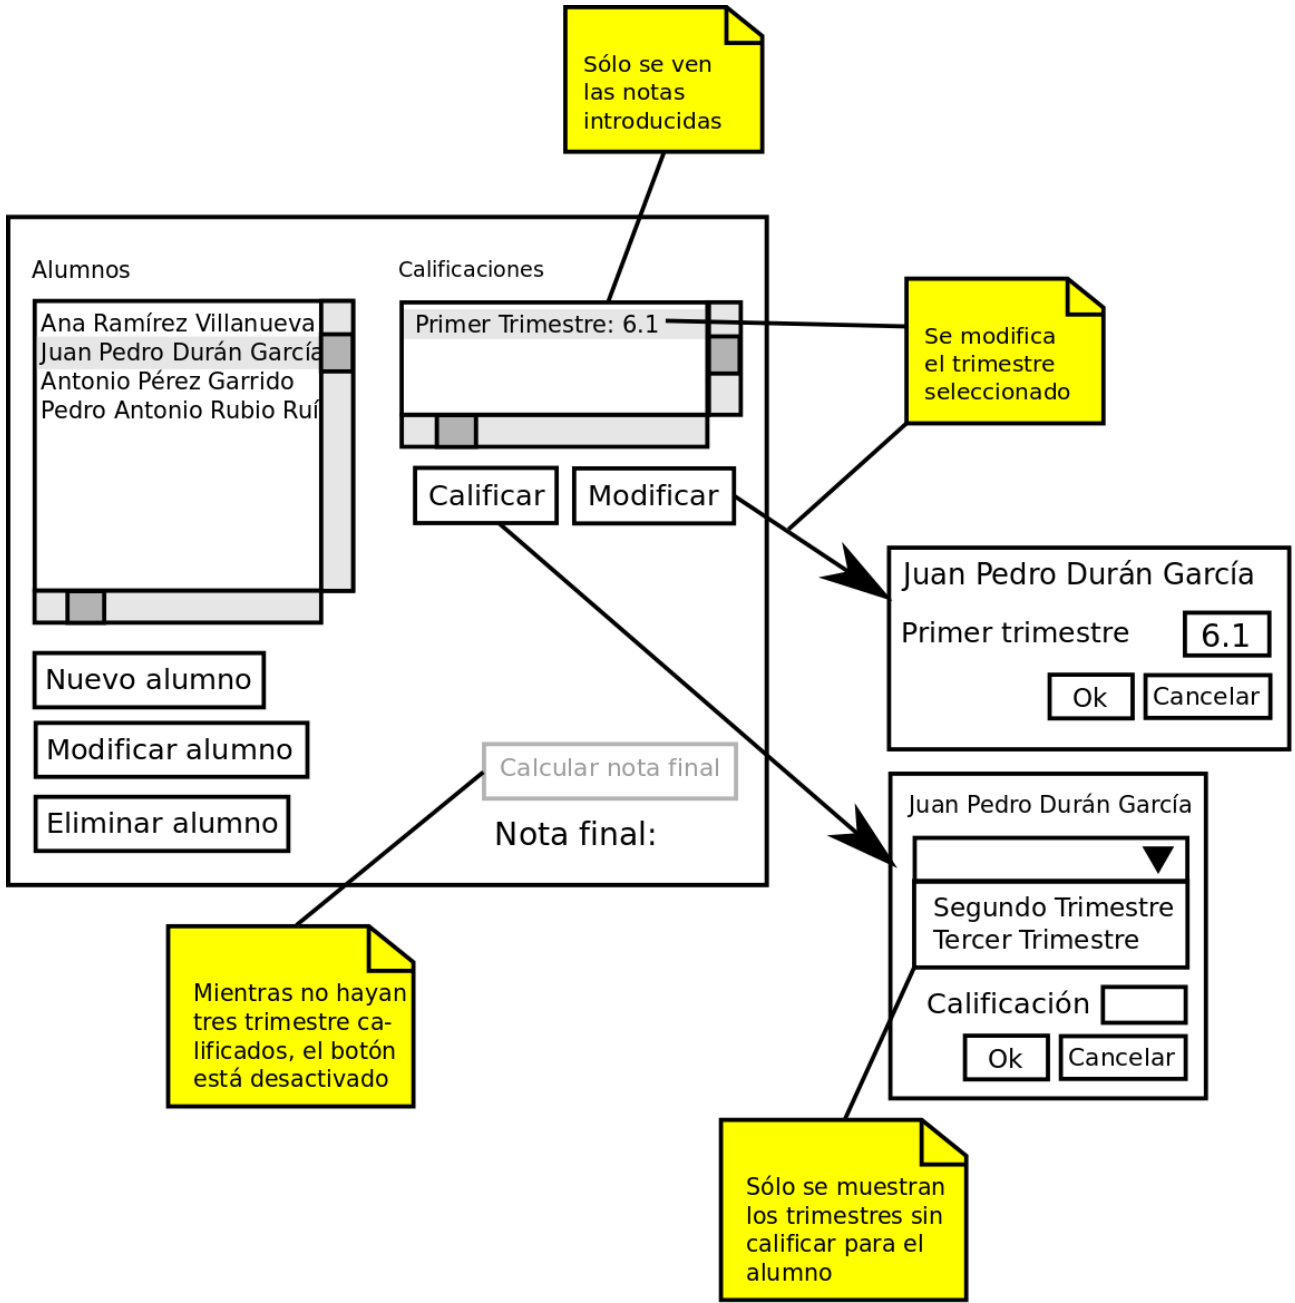 Sólo se ven
las notas
introducidas
Alumnos
Ana Ramírez Villanueva
Juan Pedro Durán García
Antonio Pérez Garrido
Pedro Antonio Rubio Ruí
Nuevo alumno
Modificar alumno
Eliminar alumno
Calificaciones
Primer Trimestre: 6.1
Calificar
Modificar
Calcular nota final
Nota final:
Se modifica
el trimestre
seleccionado
Juan Pedro Durán García
Primer trimestre 6.1
Ok Cancelar
Juan Pedro Durán García
Segundo Trimestre
Tercer Trimestre
Calificación
Ok Cancelar
Mientras no hayan
tres trimestre ca-
lificados, el botón
está desactivado
Sólo se muestran
los trimestres sin
calificar para el
alumno